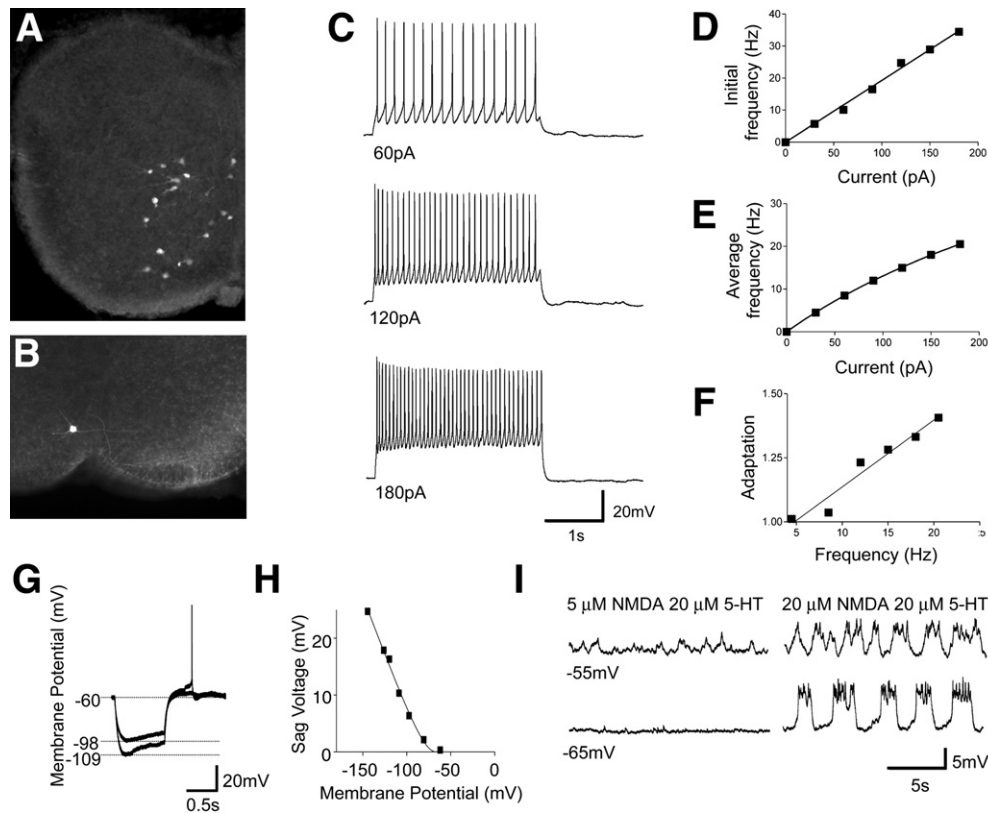 A
B
C
60pA
120pA
180pA
20mV
1s
D
Initial
frequency (Hz)
40
30
20
10
0
0
50
100
150
200
Current (pA)
E
Average
frequency (Hz)
30
20
10
0
0
50
100
150
200
Current (pA)
F
Adaptation
1.50
1.25
1.00
5
10
15
20
Frequency (Hz)
G
Membrane Potential
(mV)
-60
-98
-109
20mV
0.5s
H
Sag Voltage (mV)
20
10
0
-150
-100
-50
0
Membrane Potential (mV)
I
5 μM NMDA 20 μM 5-HT
20 μM NMDA 20 μM 5-HT
-55mV
-65mV
5mV
5s